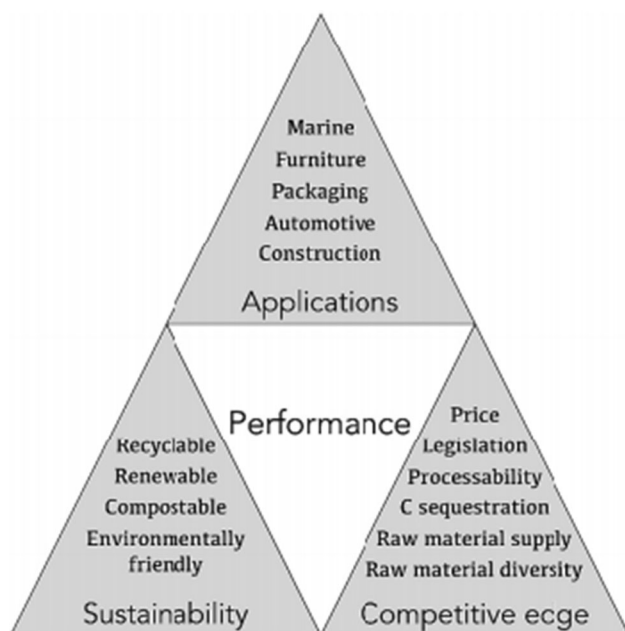 Marine
Furniture
Packaging
Automotive
Construction
Applications
Performance
Recyclable
Renewable
Compostable
Environmentally
friendly
Sustainability
Price
Legislation
Processability
C sequestration
Raw material supply
Raw material diversity
Competitive ecge